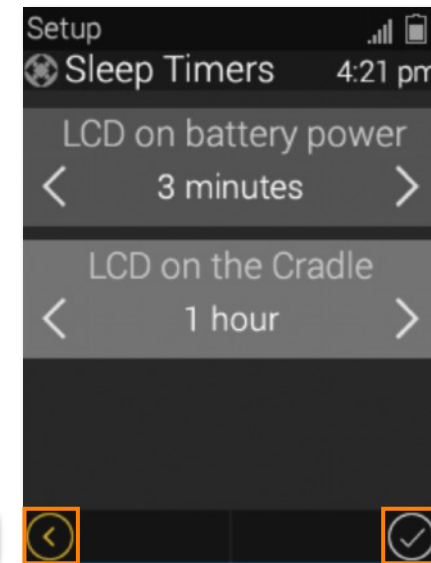 Setup
Sleep Timers 4:21 pm
LCD on battery power
3 minutes
LCD on the Cradle
1 hour